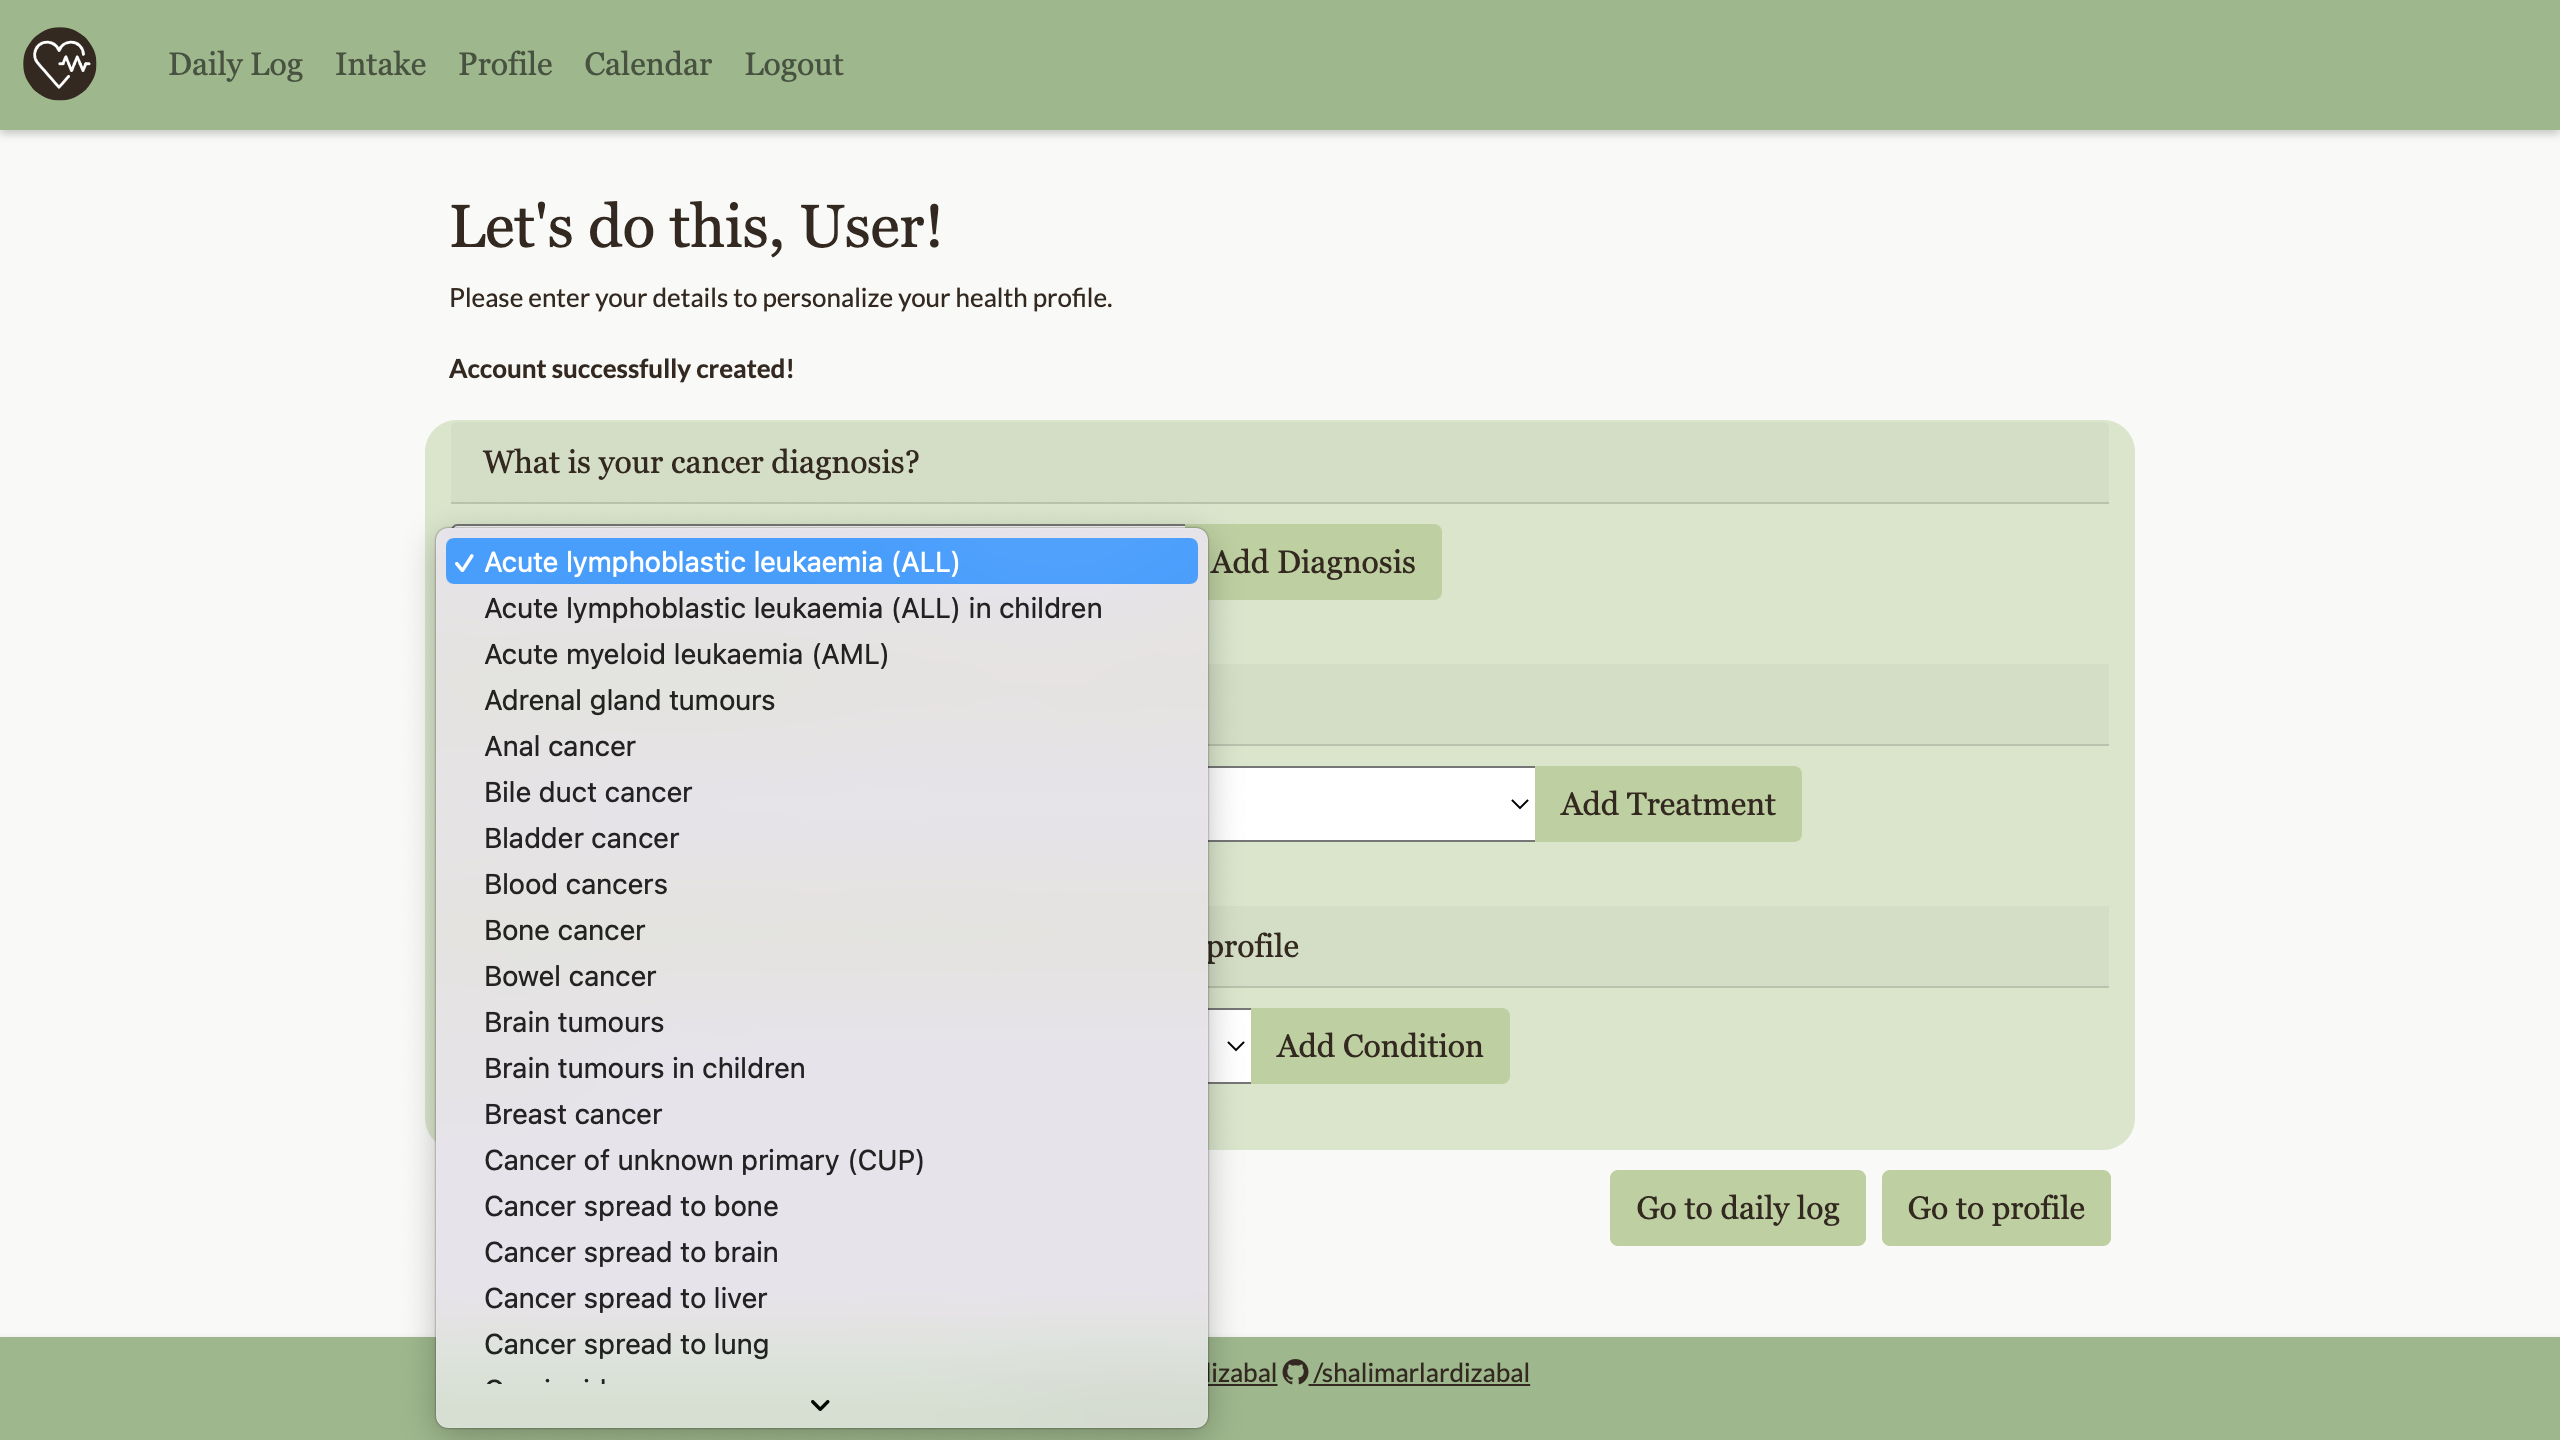 Daily Log Intake Profile Calendar Logout
Let's do this, User!
Please enter your details to personalize your health profile.
Account successfully created!
What is your cancer diagnosis?
Acute lymphoblastic leukaemia (ALL)
Add Diagnosis
Acute lymphoblastic leukaemia (ALL) in children
Acute myeloid leukaemia (AML)
Adrenal gland tumours
Anal cancer
Bile duct cancer
Add Treatment
Bladder cancer
Blood cancers
Bone cancer
profile
Bowel cancer
Brain tumours
Add Condition
Brain tumours in children
Breast cancer
Cancer of unknown primary (CUP)
Cancer spread to bone
Go to daily log Go to profile
Cancer spread to brain
Cancer spread to liver
Cancer spread to lung
/shalimarlardizabal